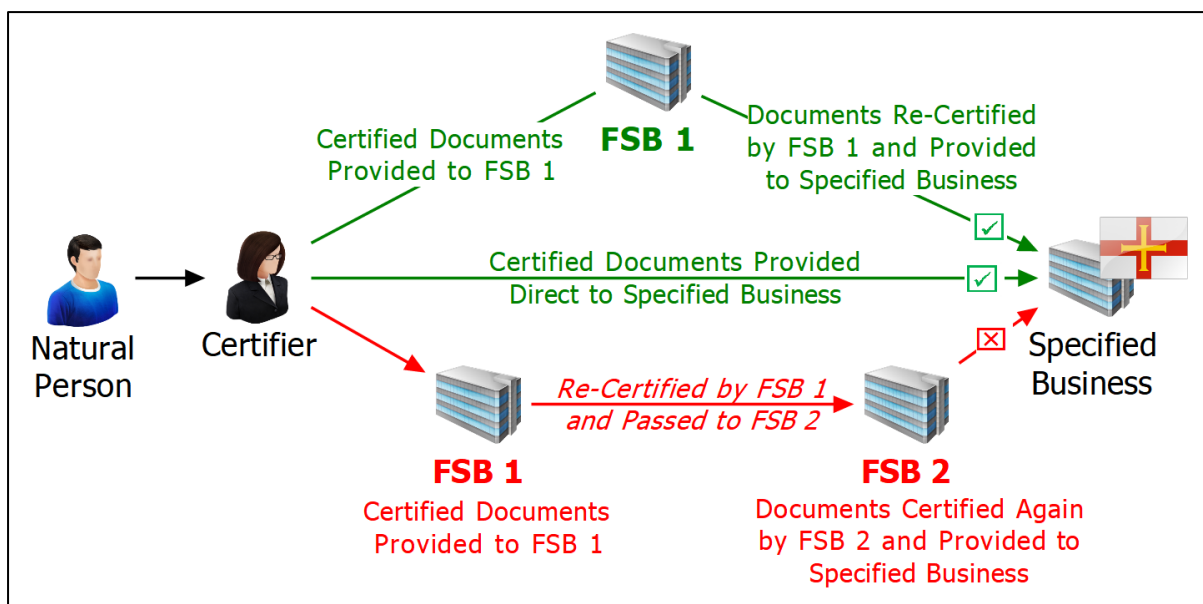 FSB 1
Certified Documents
Provided to FSB 1
Documents Re-Certified
by FSB 1 and Provided
to Specified Business
Certified Documents Provided
Direct to Specified Business
Natural
Person
Certifier
Specified
Business
Re-Certified by FSB 1
and Passed to FSB 2
FSB 1
Certified Documents
Provided to FSB 1
FSB 2
Documents Certified Again
by FSB 2 and Provided to
Specified Business